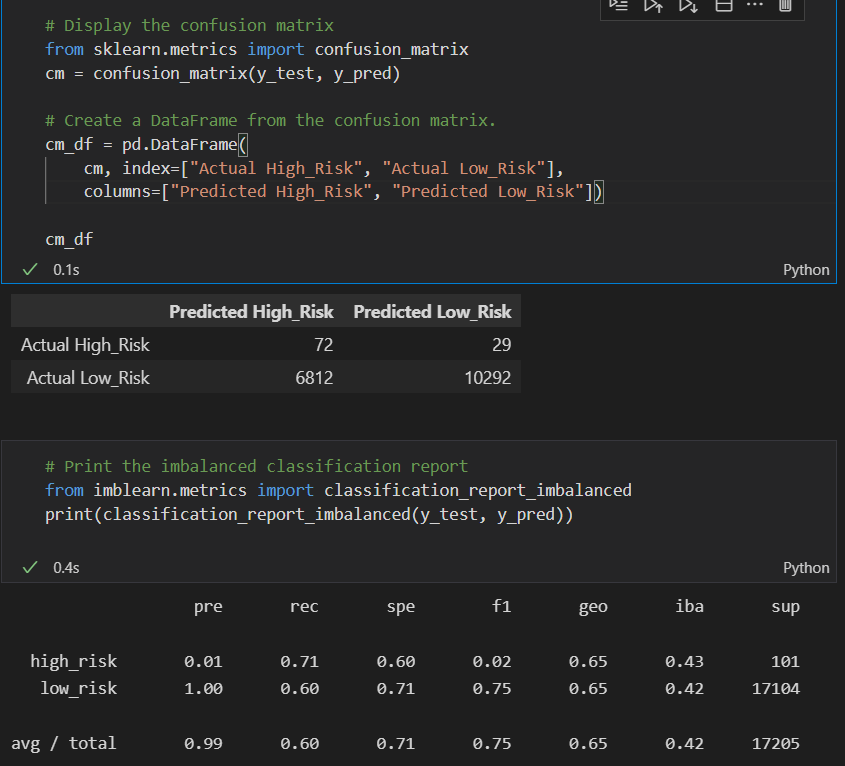 # Display the confusion matrix
from sklearn.metrics import confusion_matrix
cm = confusion_matrix(y_test, y_pred)
# Create a DataFrame from the confusion matrix.
cm_df = pd.DataFrame(
    cm, index=["Actual High_Risk", "Actual Low_Risk"],
    columns=["Predicted High_Risk", "Predicted Low_Risk"])
cm_df
0.1s Python
Predicted High_Risk Predicted Low_Risk
Actual High_Risk 72 29
Actual Low_Risk 6812 10292
# Print the imbalanced classification report
from imblearn.metrics import classification_report_imbalanced
print(classification_report_imbalanced(y_test, y_pred))
0.4s Python
pre rec spe f1 geo iba sup
high_risk 0.01 0.71 0.60 0.02 0.65 0.43 101
low_risk 1.00 0.60 0.71 0.75 0.65 0.42 17104
avg / total 0.99 0.60 0.71 0.75 0.65 0.42 17205